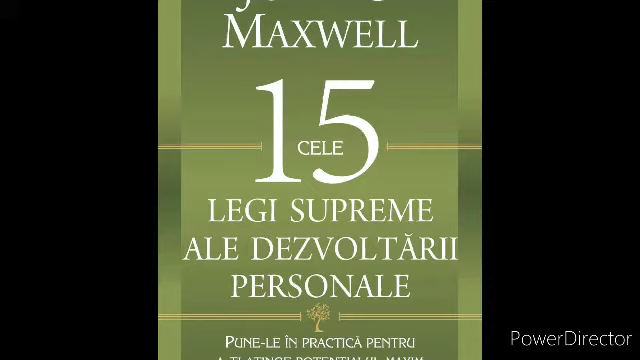 MAXWELL
CELE
15
LEGI SUPREME
ALE DEZVOLTĂRII
PERSONALE
PUNE-LE ÎN PRACTICĂ PENTRU
PowerDirector